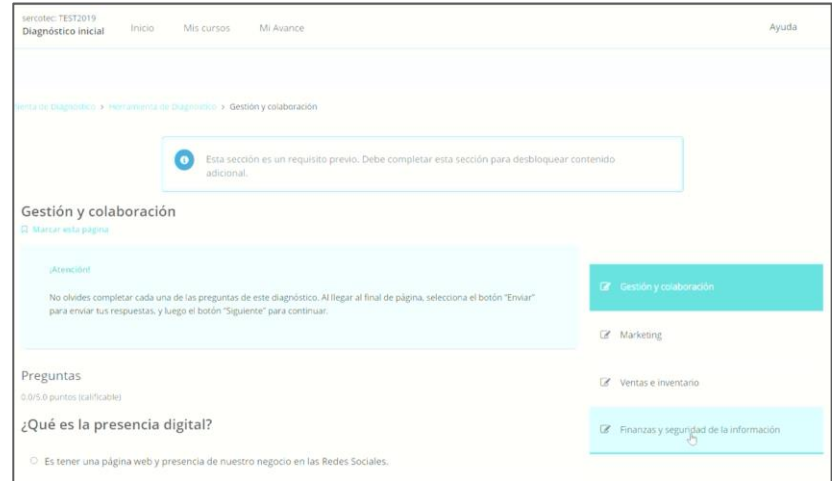 sercotec: TEST2019
Diagnóstico inicial
Inicio
Mis cursos
Mi Avance
Ayuda
de Diagnóstico > Herramienta de Diagnóstico > Gestión y colaboración
Esta sección es un requisito previo. Debe completar esta sección para desbloquear contenido
adicional.
Gestión y colaboración
Marcar esta página
¡Atención!
No olvides completar cada una de las preguntas de este diagnóstico. Al llegar al final de página, selecciona el botón "Enviar"
para enviar tus respuestas, y luego el botón "Siguiente" para continuar.
Preguntas
0.0/5.0 puntos (calificable)
¿Qué es la presencia digital?
Es tener una página web y presencia de nuestro negocio en las Redes Sociales.
Gestión y colaboración
Marketing
Ventas e inventario
Finanzas y seguridad de la información